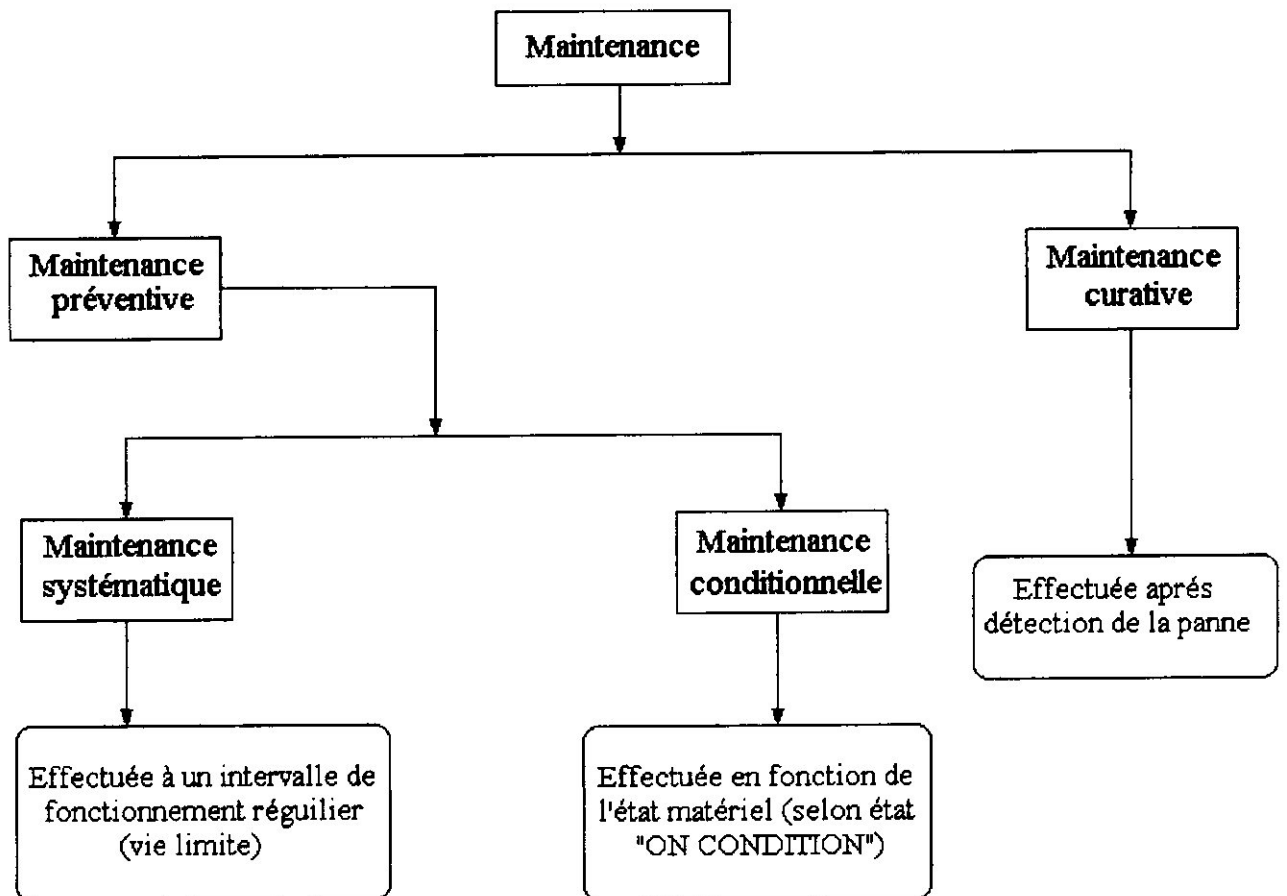 Maintenance
Maintenance
préventive
Maintenance
curative
Maintenance
systématique
Maintenance
conditionnelle
Effectuée aprés
détection de la panne
Effectuée à un intervalle de
fonctionnement réguilier
(vie limite)
Effectuée en fonction de
l'état matériel (selon état
"ON CONDITION")